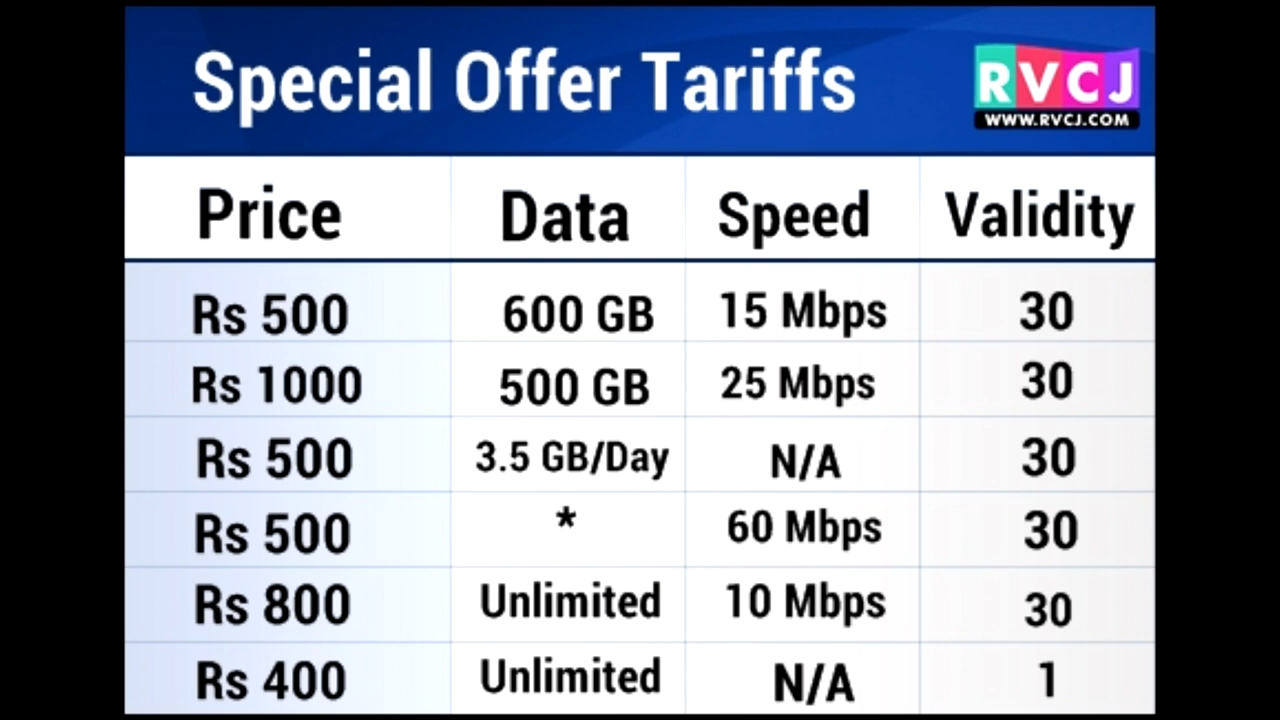 Special Offer Tariffs
RVCJ
WWW.RVCJ.COM
Price Data Speed Validity
Rs 500 600 GB 15 Mbps 30
Rs 1000 500 GB 25 Mbps 30
Rs 500 3.5 GB/Day N/A 30
Rs 500 * 60 Mbps 30
Rs 800 Unlimited 10 Mbps 30
Rs 400 Unlimited N/A 1